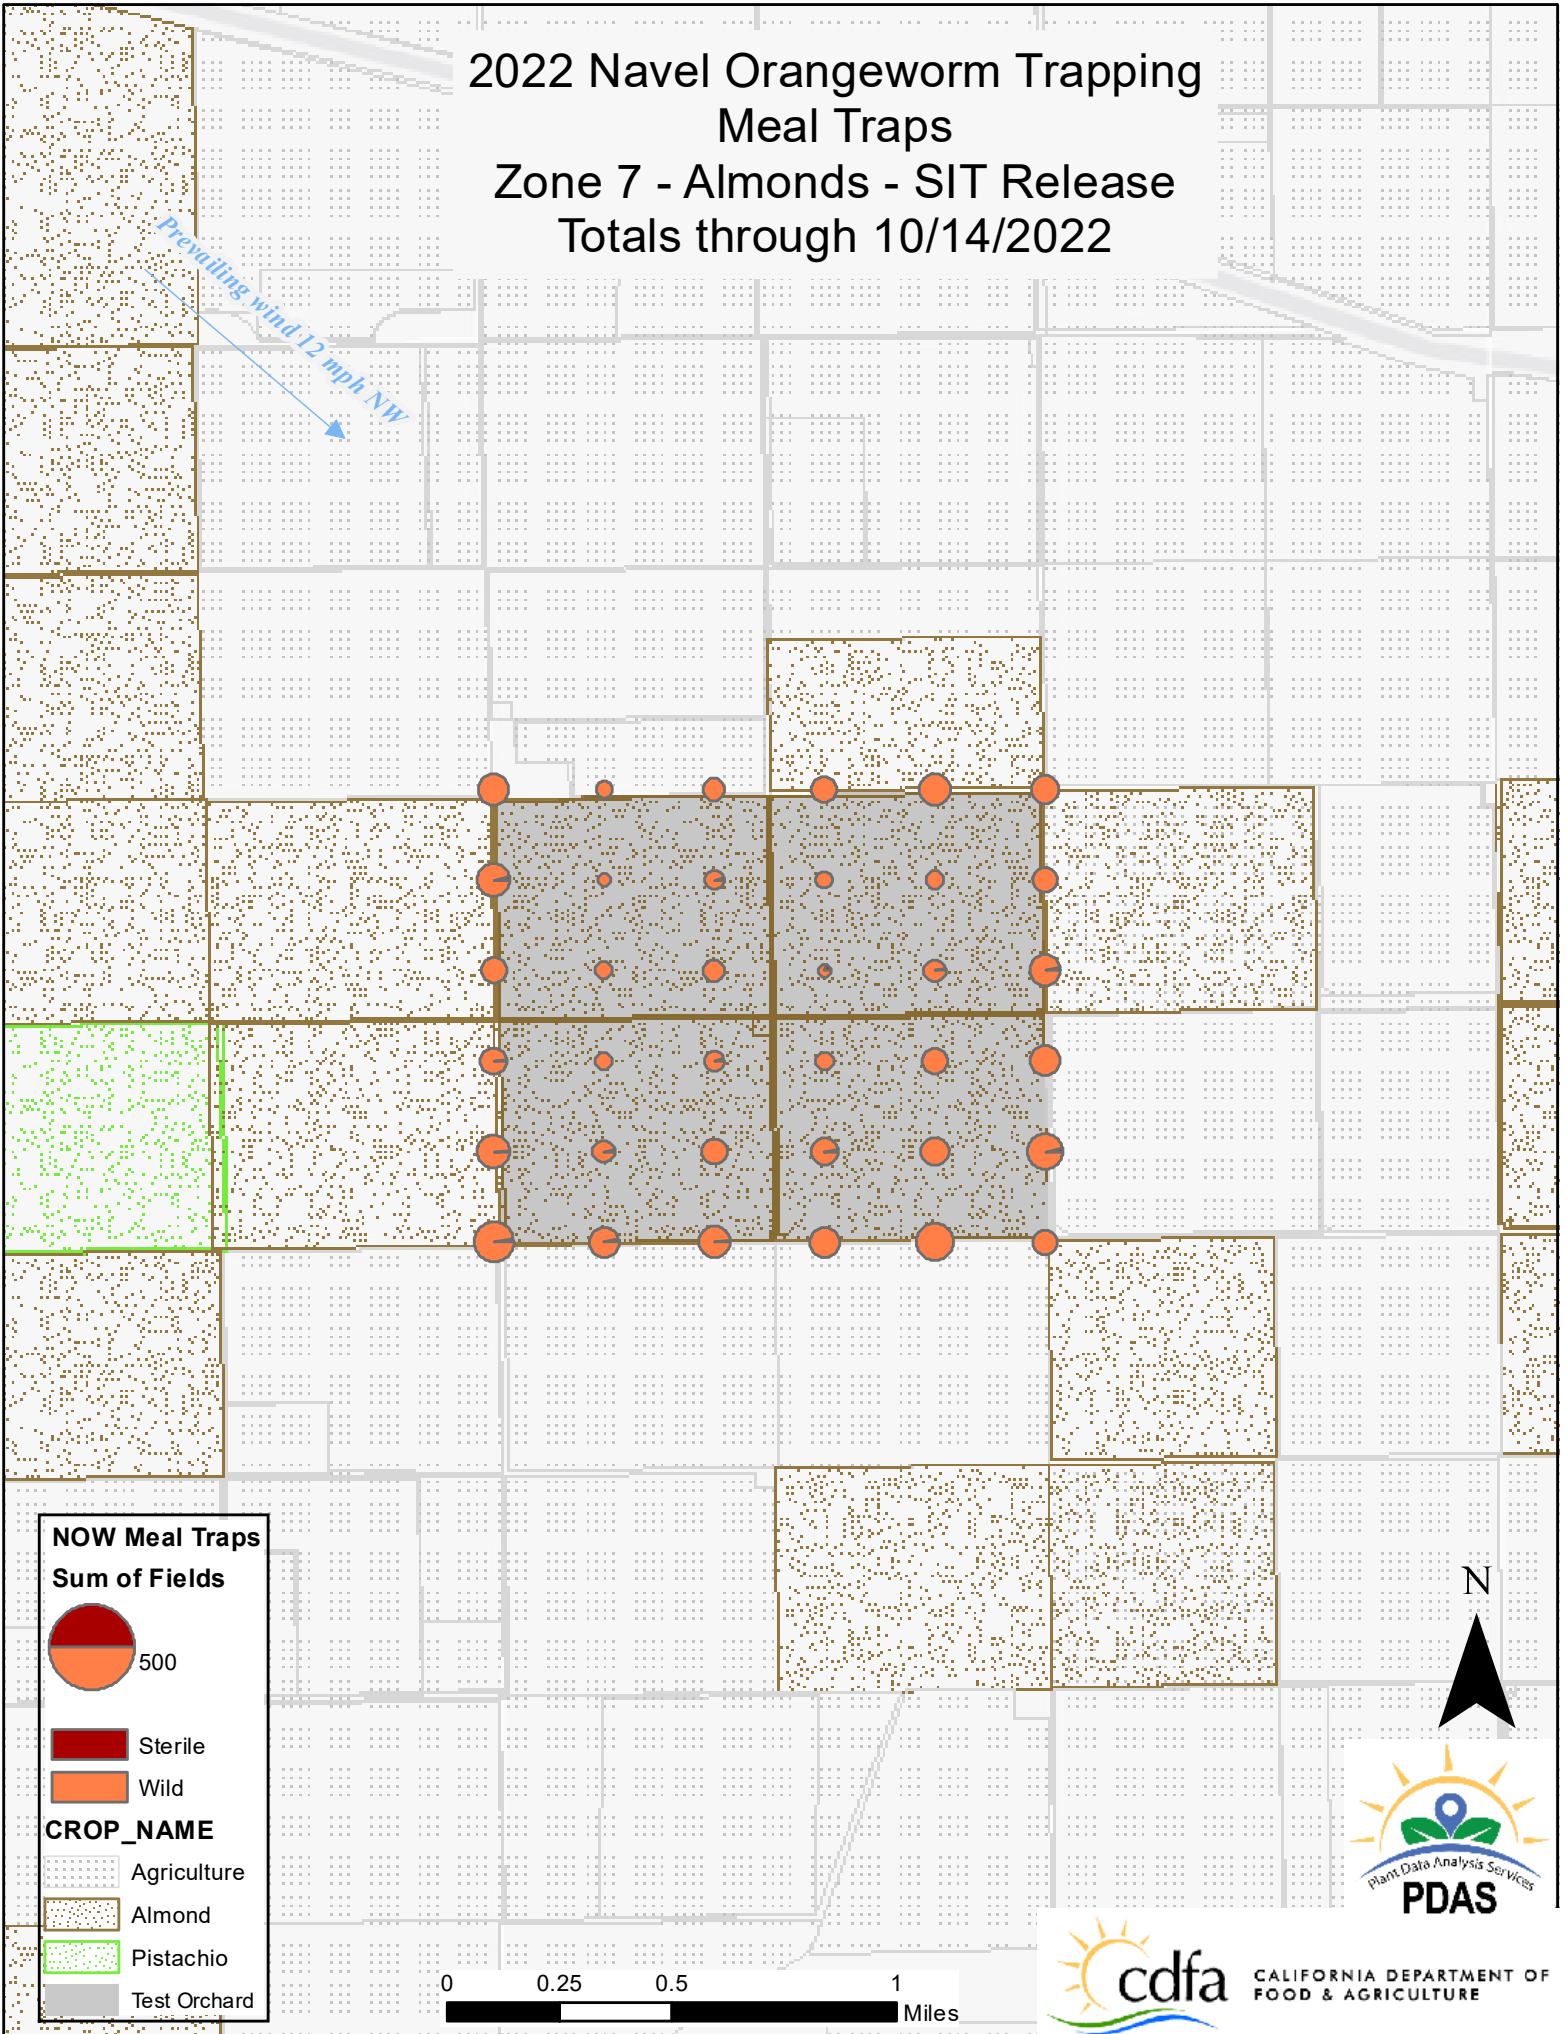 2022 Navel Orangeworm Trapping
Meal Traps
Zone 7 - Almonds - SIT Release
Totals through 10/14/2022
Prevailing wind 12 mph NW
NOW Meal Traps
Sum of Fields
500
Sterile
Wild
CROP_NAME
Agriculture
Almond
Pistachio
Test Orchard
0 0.25 0.5 1
Miles
N
Plant Data Analysis Services
PDAS
cdfa
CALIFORNIA DEPARTMENT OF
FOOD & AGRICULTURE